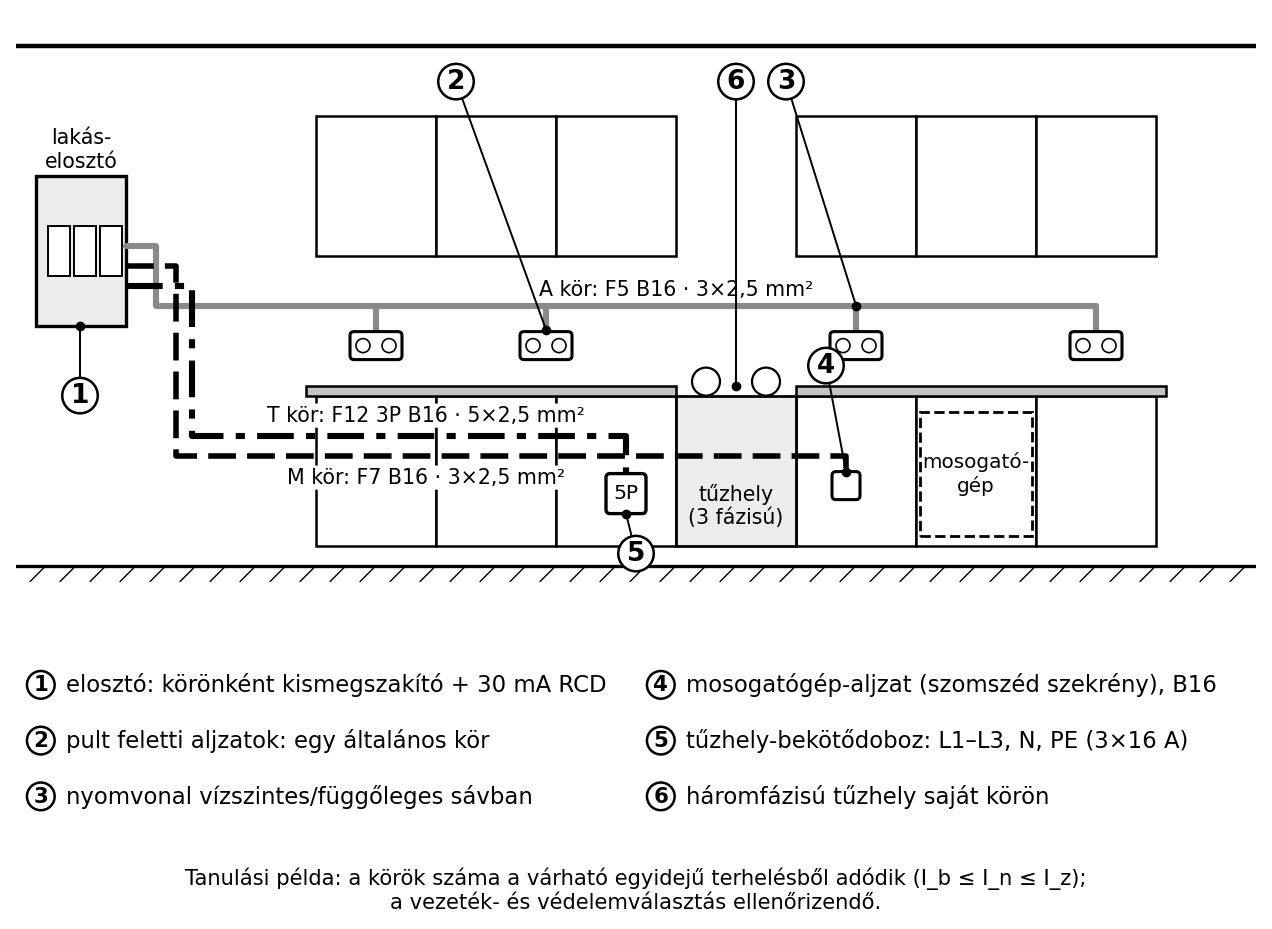 2
6
3
lakás-
elosztó
A kör: F5 B16 · 3×2,5 mm²
4
1
T kör: F12 3P B16 · 5×2,5 mm²
M kör: F7 B16 · 3×2,5 mm²
5P
tűzhely
(3 fázisú)
mosogató-
gép
5
1 elosztó: körönként kismegszakító + 30 mA RCD
2 pult feletti aljzatok: egy általános kör
3 nyomvonal vízszintes/függőleges sávban
4 mosogatógép-aljzat (szomszéd szekrény), B16
5 tűzhely-bekötődoboz: L1–L3, N, PE (3×16 A)
6 háromfázisú tűzhely saját körön
Tanulási példa: a körök száma a várható egyidejű terhelésből adódik (I_b ≤ I_n ≤ I_z);
a vezeték- és védelemválasztás ellenőrizendő.